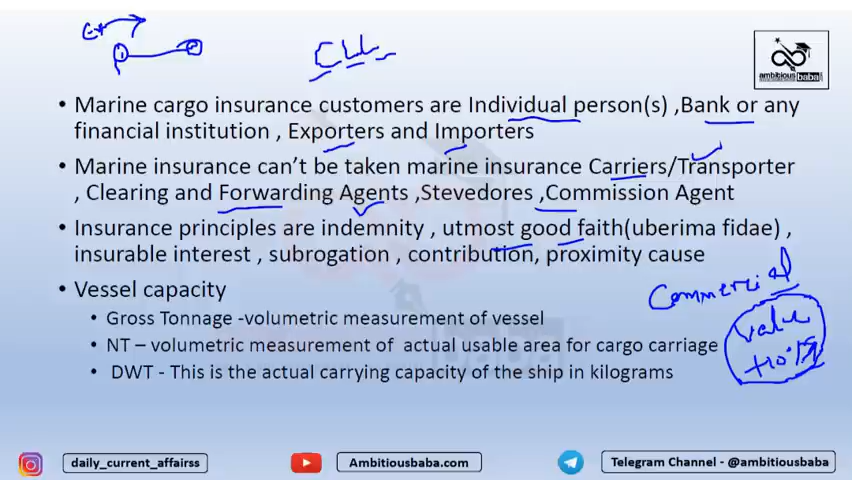 Ex
CLL
ambitiousbaba
• Marine cargo insurance customers are Individual person(s) ,Bank or any
financial institution , Exporters and Importers
• Marine insurance can't be taken marine insurance Carriers/Transporter
, Clearing and Forwarding Agents ,Stevedores ,Commission Agent
• Insurance principles are indemnity , utmost good faith(uberima fidae) ,
insurable interest , subrogation , contribution, proximity cause
• Vessel capacity
Commercial
• Gross Tonnage -volumetric measurement of vessel
value
• NT – volumetric measurement of actual usable area for cargo carriage
+10%
• DWT - This is the actual carrying capacity of the ship in kilograms
daily_current_affairss
Ambitiousbaba.com
Telegram Channel - @ambitiousbaba